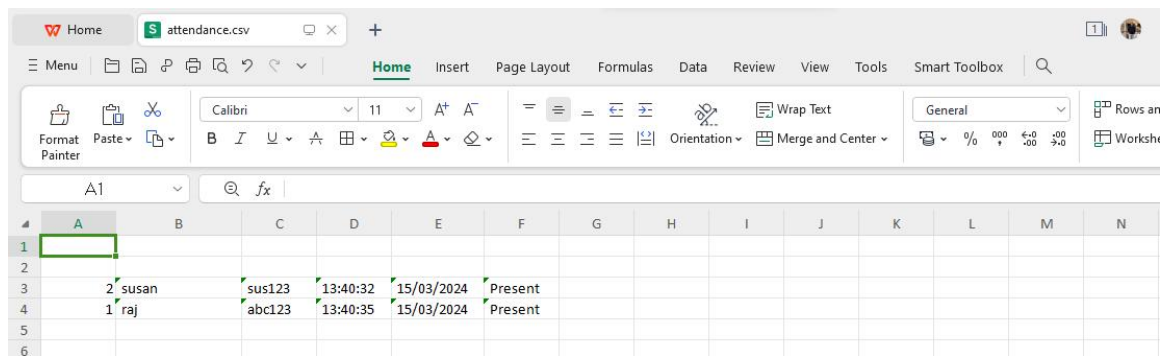 Home attendance.csv 1
Menu Home Insert Page Layout Formulas Data Review View Tools Smart Toolbox
Calibri 11 A+ A- Wrap Text General Rows an
Format Painter Paste B I U A A Orientation Merge and Center % 000 Workshe
A1 fx
A B C D E F G H I J K L M N
1
2
3 2 susan sus123 13:40:32 15/03/2024 Present
4 1 raj abc123 13:40:35 15/03/2024 Present
5
6